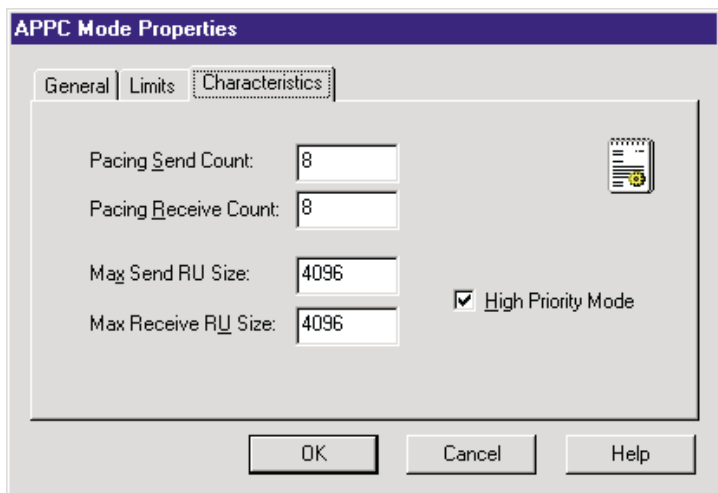 APPC Mode Properties
General
Limits
Characteristics
Pacing Send Count:
8
Pacing Receive Count:
8
Max Send RU Size:
4096
Max Receive RU Size:
4096
High Priority Mode
OK
Cancel
Help